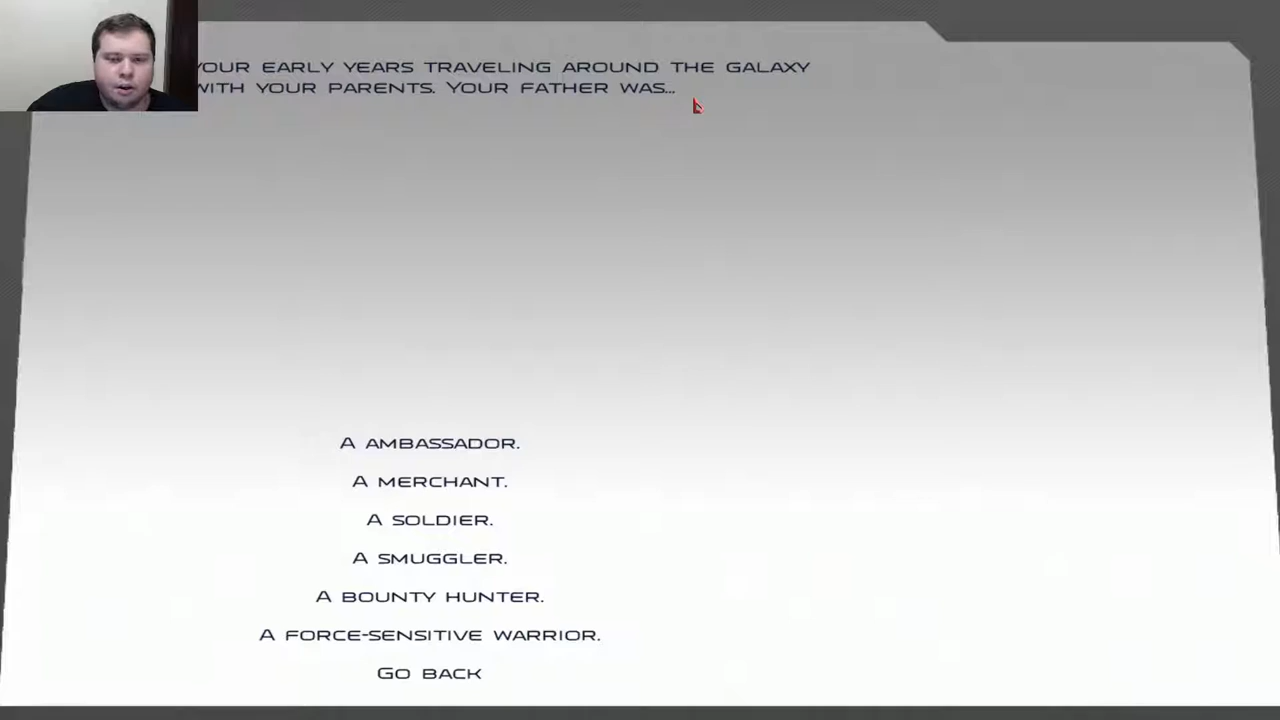 YOUR EARLY YEARS TRAVELING AROUND THE GALAXY
WITH YOUR PARENTS. YOUR FATHER WAS...
A AMBASSADOR.
A MERCHANT.
A SOLDIER.
A SMUGGLER.
A BOUNTY HUNTER.
A FORCE-SENSITIVE WARRIOR.
GO BACK